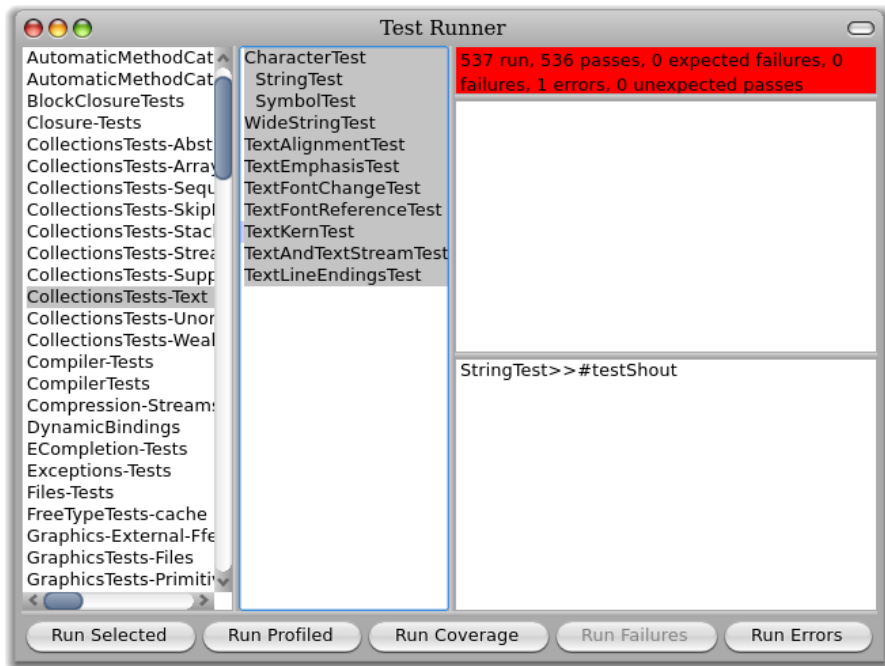 Test Runner
AutomaticMethodCat
AutomaticMethodCat
BlockClosureTests
Closure-Tests
CollectionsTests-Abst
CollectionsTests-Array
CollectionsTests-Sequ
CollectionsTests-Skip
CollectionsTests-Stac
CollectionsTests-Strea
CollectionsTests-Supp
CollectionsTests-Text
CollectionsTests-Unor
CollectionsTests-Weal
Compiler-Tests
CompilerTests
Compression-Streams
DynamicBindings
ECompletion-Tests
Exceptions-Tests
Files-Tests
FreeTypeTests-cache
Graphics-External-Ffe
GraphicsTests-Files
GraphicsTests-Primitiv
CharacterTest
StringTest
SymbolTest
WideStringTest
TextAlignmentTest
TextEmphasisTest
TextFontChangeTest
TextFontReferenceTest
TextKernTest
TextAndTextStreamTest
TextLineEndingsTest
537 run, 536 passes, 0 expected failures, 0
failures, 1 errors, 0 unexpected passes
StringTest>>#testShout
Run Selected
Run Profiled
Run Coverage
Run Failures
Run Errors